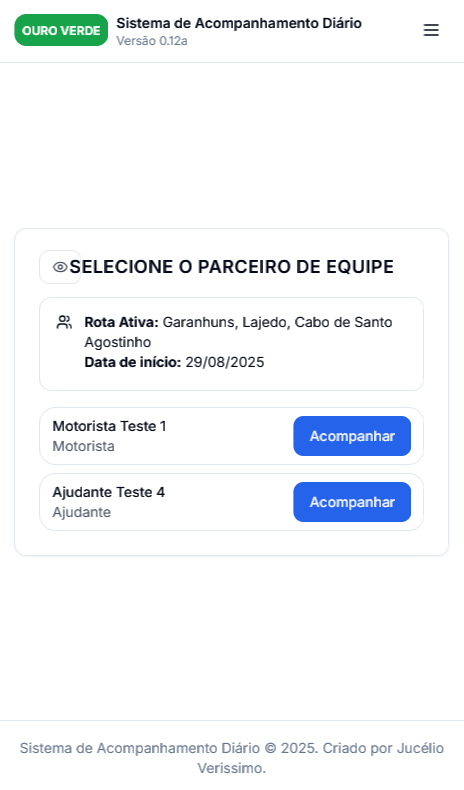 OURO VERDE
Sistema de Acompanhamento Diário
Versão 0.12a
SELECIONE O PARCEIRO DE EQUIPE
Rota Ativa: Garanhuns, Lajedo, Cabo de Santo
Agostinho
Data de início: 29/08/2025
Motorista Teste 1
Motorista
Acompanhar
Ajudante Teste 4
Ajudante
Acompanhar
Sistema de Acompanhamento Diário © 2025. Criado por Jucélio
Verissimo.